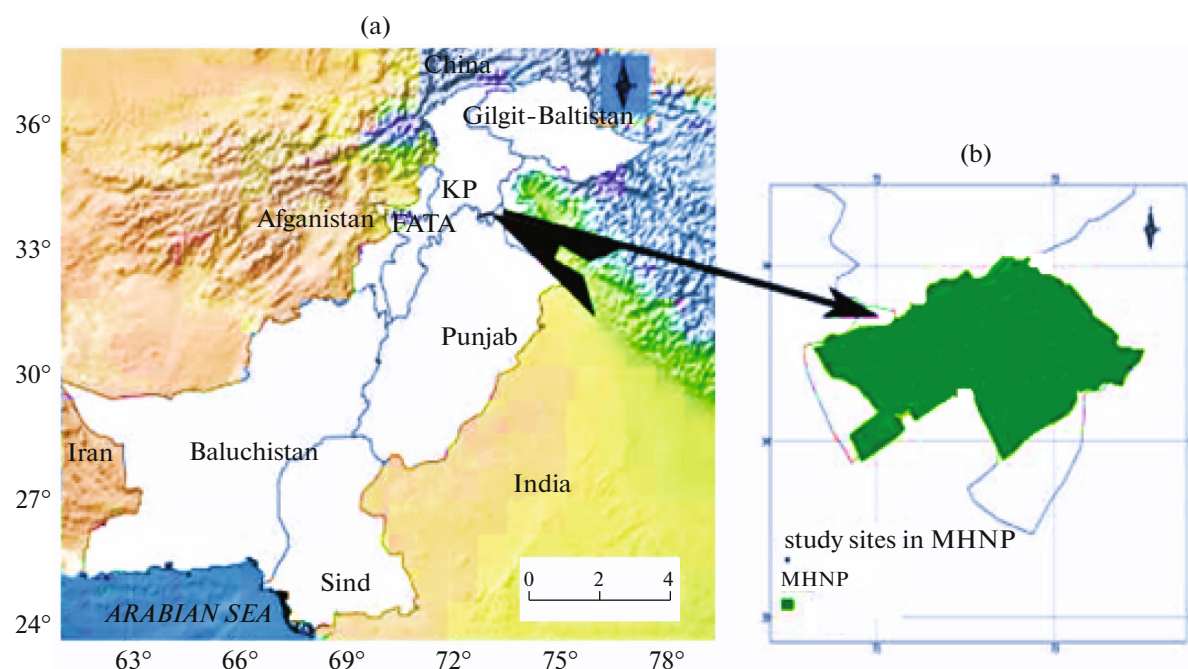 (a)
China
Gilgit-Baltistan
36°
(b)
KP
Afganistan
FATA
33°
Punjab
30°
Iran
Baluchistan
India
27°
study sites in MHNP
MHNP
0 2 4
Sind
ARABIAN SEA
24°
63° 66° 69° 72° 75° 78°